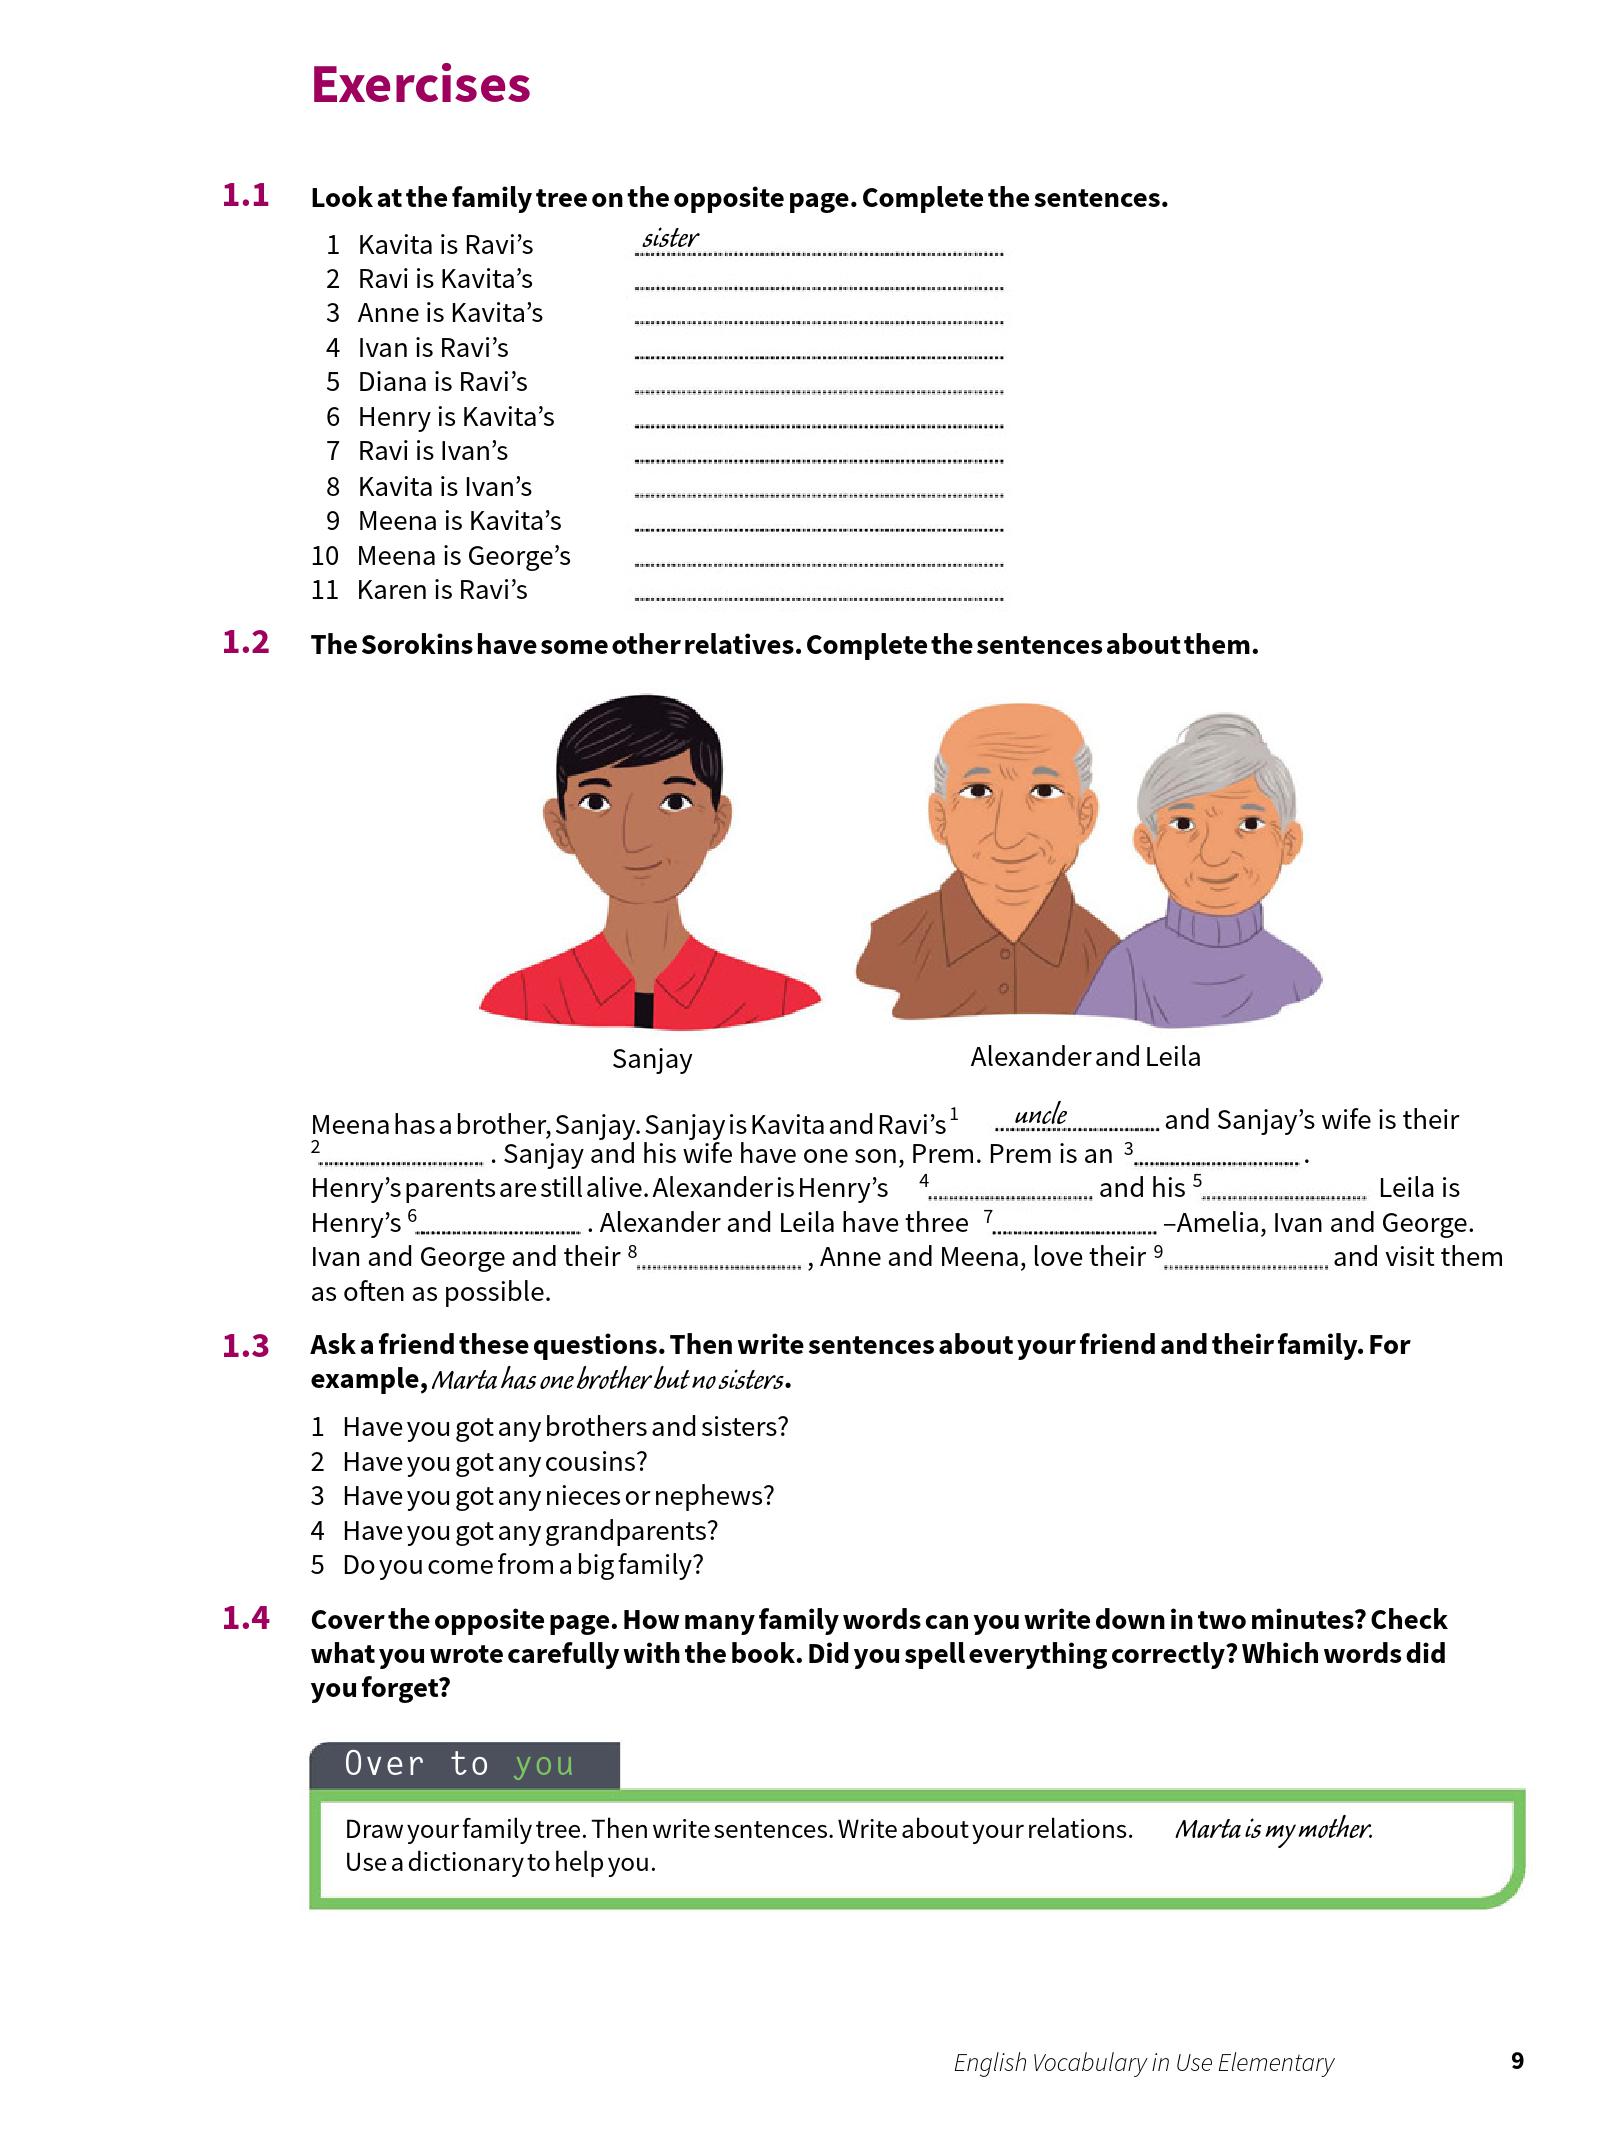 Exercises
1.1 Look at the family tree on the opposite page. Complete the sentences.
1 Kavita is Ravi’s sister
2 Ravi is Kavita’s
3 Anne is Kavita’s
4 Ivan is Ravi’s
5 Diana is Ravi’s
6 Henry is Kavita’s
7 Ravi is Ivan’s
8 Kavita is Ivan’s
9 Meena is Kavita’s
10 Meena is George’s
11 Karen is Ravi’s
1.2 The Sorokins have some other relatives. Complete the sentences about them.
Sanjay
Alexander and Leila
Meena has a brother, Sanjay. Sanjay is Kavita and Ravi’s 1 uncle and Sanjay’s wife is their
2 . Sanjay and his wife have one son, Prem. Prem is an 3 .
Henry’s parents are still alive. Alexander is Henry’s 4 and his 5 Leila is
Henry’s 6 . Alexander and Leila have three 7 –Amelia, Ivan and George.
Ivan and George and their 8 , Anne and Meena, love their 9 and visit them
as often as possible.
1.3 Ask a friend these questions. Then write sentences about your friend and their family. For
example, Marta has one brother but no sisters.
1 Have you got any brothers and sisters?
2 Have you got any cousins?
3 Have you got any nieces or nephews?
4 Have you got any grandparents?
5 Do you come from a big family?
1.4 Cover the opposite page. How many family words can you write down in two minutes? Check
what you wrote carefully with the book. Did you spell everything correctly? Which words did
you forget?
Over to you
Draw your family tree. Then write sentences. Write about your relations. Marta is my mother.
Use a dictionary to help you.
English Vocabulary in Use Elementary 9